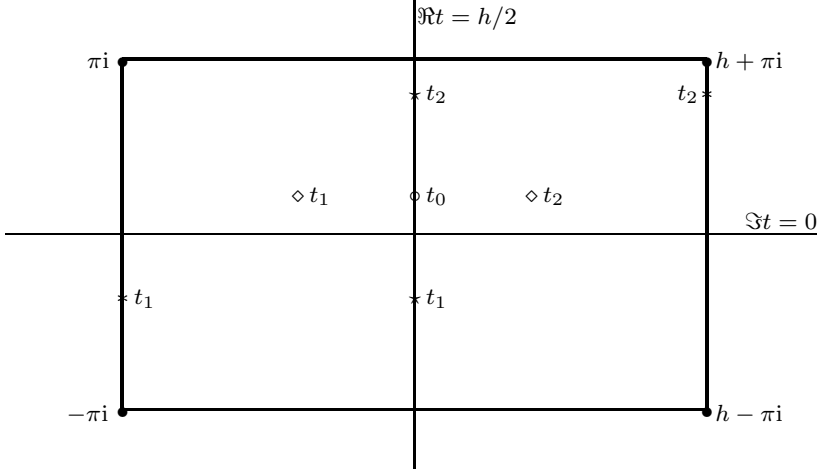 ℜt = h/2
πi
h + πi
t₂
t₂
t₁
t₀
t₂
ℑt = 0
t₁
t₁
−πi
h − πi